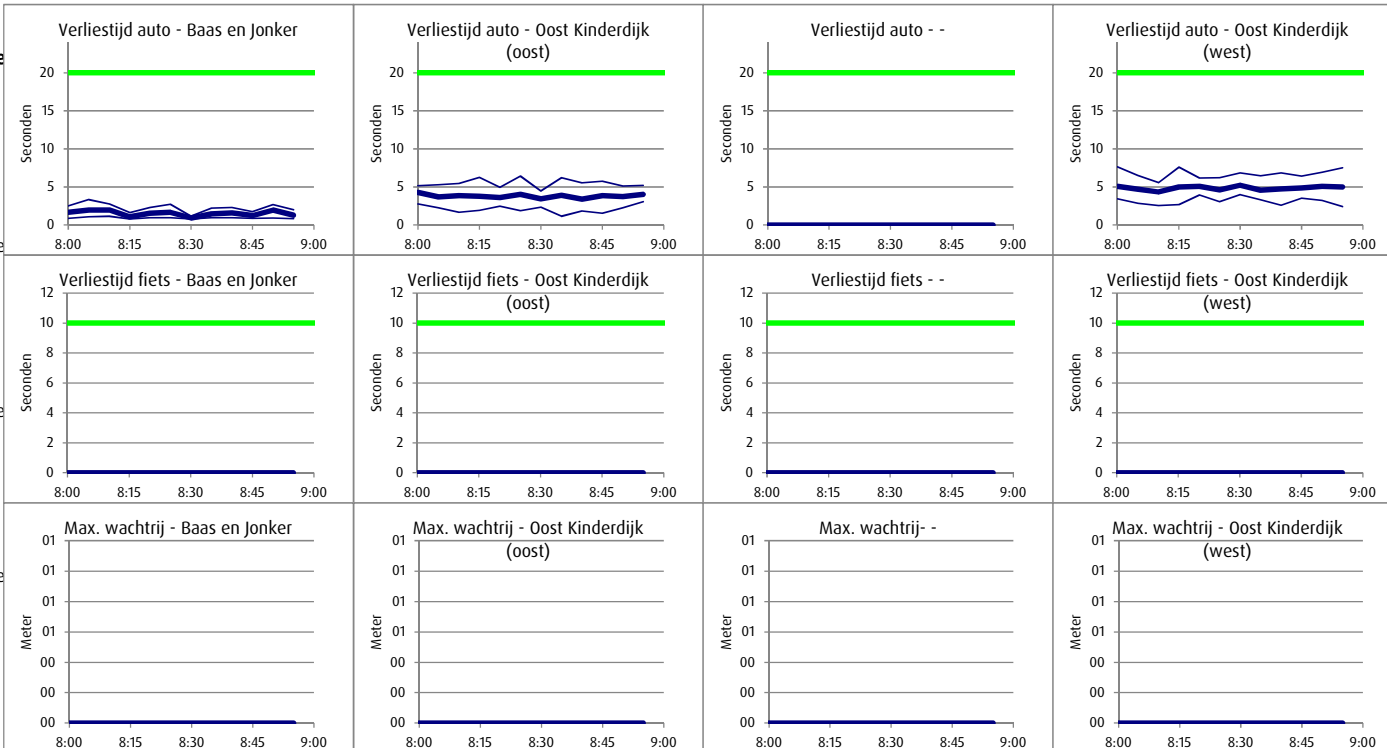 Verliestijd auto - Baas en Jonker
20
15
10
5
0
Seconden
8:00 8:15 8:30 8:45 9:00
Verliestijd auto - Oost Kinderdijk
(oost)
20
15
10
5
0
Seconden
8:00 8:15 8:30 8:45 9:00
Verliestijd auto - -
20
15
10
5
0
Seconden
8:00 8:15 8:30 8:45 9:00
Verliestijd auto - Oost Kinderdijk
(west)
20
15
10
5
0
Seconden
8:00 8:15 8:30 8:45 9:00
Verliestijd fiets - Baas en Jonker
12
10
8
6
4
2
0
Seconden
8:00 8:15 8:30 8:45 9:00
Verliestijd fiets - Oost Kinderdijk
(oost)
12
10
8
6
4
2
0
Seconden
8:00 8:15 8:30 8:45 9:00
Verliestijd fiets - -
12
10
8
6
4
2
0
Seconden
8:00 8:15 8:30 8:45 9:00
Verliestijd fiets - Oost Kinderdijk
(west)
12
10
8
6
4
2
0
Seconden
8:00 8:15 8:30 8:45 9:00
Max. wachtrij - Baas en Jonker
01
01
01
01
00
00
00
Meter
8:00 8:15 8:30 8:45 9:00
Max. wachtrij - Oost Kinderdijk
(oost)
01
01
01
01
00
00
00
Meter
8:00 8:15 8:30 8:45 9:00
Max. wachtrij- -
01
01
01
01
00
00
00
Meter
8:00 8:15 8:30 8:45 9:00
Max. wachtrij - Oost Kinderdijk
(west)
01
01
01
01
00
00
00
Meter
8:00 8:15 8:30 8:45 9:00